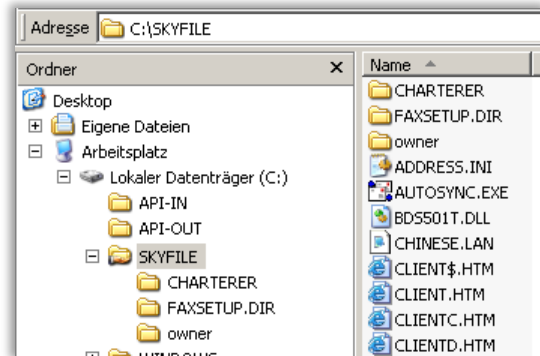 Adresse C:\SKYFILE
Ordner
Desktop
Eigene Dateien
Arbeitsplatz
Lokaler Datenträger (C:)
API-IN
API-OUT
SKYFILE
CHARTERER
FAXSETUP.DIR
owner
WINDOWS
Name
CHARTERER
FAXSETUP.DIR
owner
ADDRESS.INI
AUTOSYNC.EXE
BDS501T.DLL
CHINESE.LAN
CLIENT$.HTM
CLIENT.HTM
CLIENTC.HTM
CLIENTD.HTM